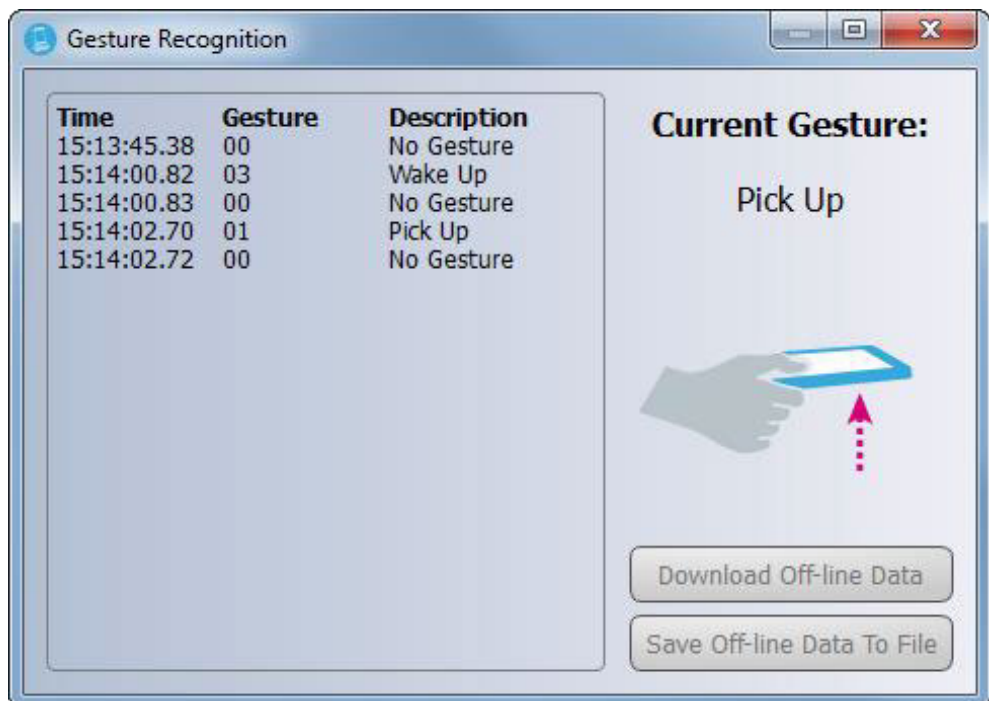 Gesture Recognition
Time Gesture Description
15:13:45.38 00 No Gesture
15:14:00.82 03 Wake Up
15:14:00.83 00 No Gesture
15:14:02.70 01 Pick Up
15:14:02.72 00 No Gesture
Current Gesture:
Pick Up
Download Off-line Data
Save Off-line Data To File